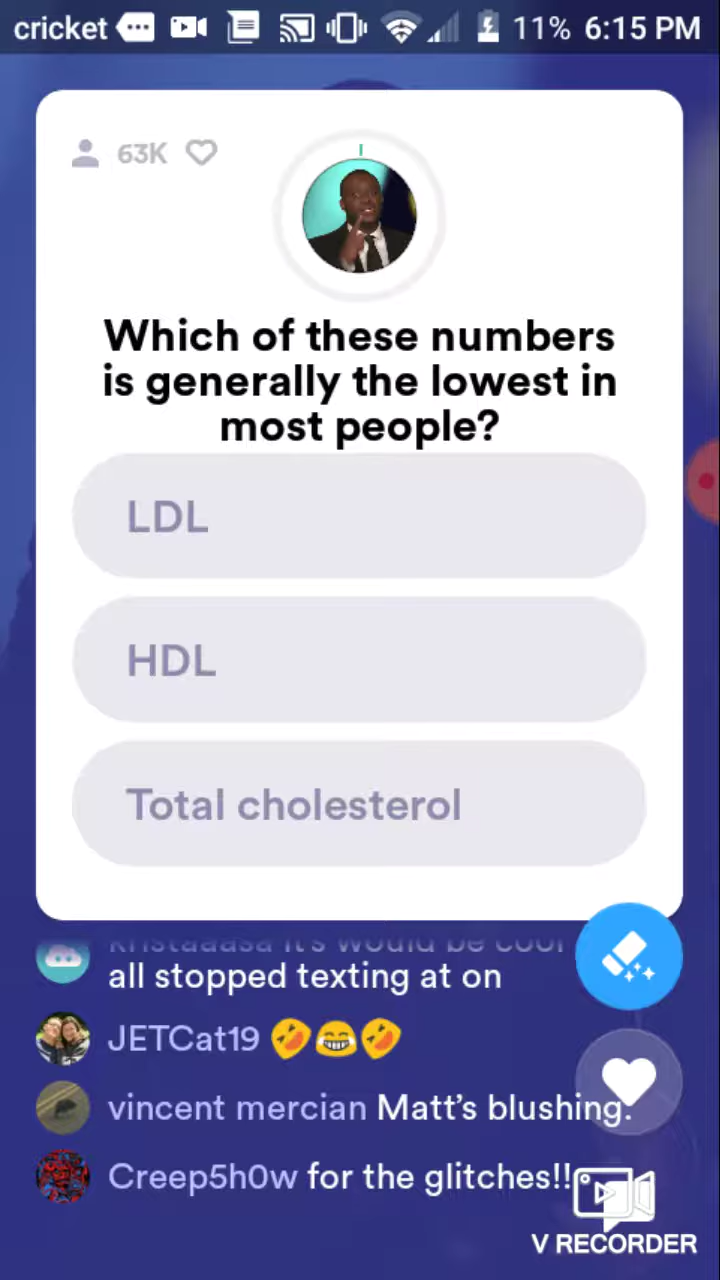 cricket 11% 6:15 PM
63K
Which of these numbers
is generally the lowest in
most people?
LDL
HDL
Total cholesterol
all stopped texting at on
JETCat19 🤣😂🤣
vincent mercian Matt's blushing.
Creep5h0w for the glitches!!
V RECORDER